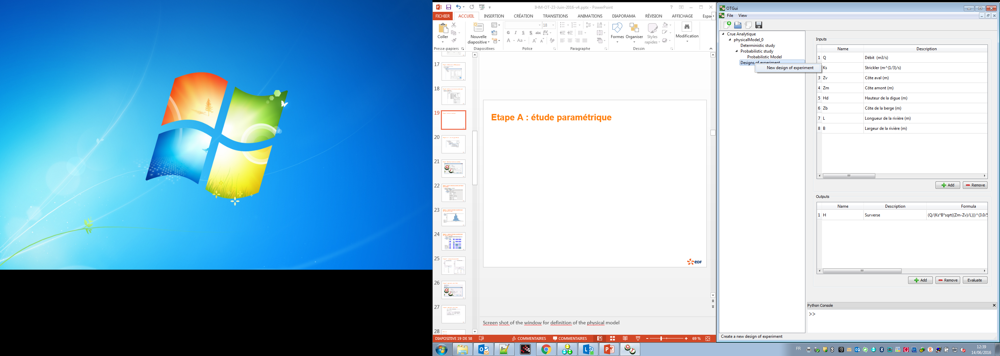 IHM-OT-23-Juin-2016-v4.pptx - PowerPoint
FICHIER ACCUEIL INSERTION CRÉATION TRANSITIONS ANIMATIONS DIAPORAMA RÉVISION AFFICHAGE Espa
Coller
Nouvelle
diapositive
18
Formes Organiser Styles
rapides
Modification
Presse-papiers Diapositives Police Paragraphe Dessin
17
18
19
20
21
22
23
24
25
26
27
28
Etape A : étude paramétrique
EDF
Screen shot of the window for definition of the physical model
DIAPOSITIVE 19 DE 58 COMMENTAIRES COMMENTAIRES 69 %
OTGui
File View
Crue Analytique
physicalModel_0
Deterministic study
Probabilistic study
Probabilistic Model
Designs of experiment
New design of experiment
Inputs
Name Description
1 Q Débit (m3/s)
Ks Strickler (m^(1/3)/s)
3 Zv Côte aval (m)
4 Zm Côte amont (m)
5 Hd Hauteur de la digue (m)
6 Zb Côte de la berge (m)
7 L Longueur de la rivière (m)
8 B Largeur de la rivière (m)
Add Remove
Outputs
Name Description Formula
1 H Surverse (Q/(Ks*B*sqrt((Zm-Zv)/L)))^(3.0/5
Add Remove Evaluate
Python Console
>>
Create a new design of experiment
FR
12:39
14/06/2016